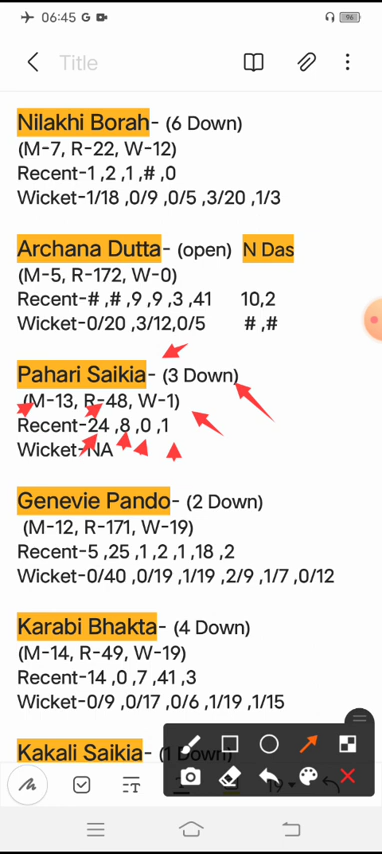 06:45 G 96
Title
Nilakhi Borah- (6 Down)
(M-7, R-22, W-12)
Recent-1 ,2 ,1 ,# ,0
Wicket-1/18 ,0/9 ,0/5 ,3/20 ,1/3
Archana Dutta- (open) N Das
(M-5, R-172, W-0)
Recent-# ,# ,9 ,9 ,3 ,41 10,2
Wicket-0/20 ,3/12,0/5 # ,#
Pahari Saikia- (3 Down)
(M-13, R-48, W-1)
Recent-24 ,8 ,0 ,1
Wicket-NA
Genevie Pando- (2 Down)
(M-12, R-171, W-19)
Recent-5 ,25 ,1 ,2 ,1 ,18 ,2
Wicket-0/40 ,0/19 ,1/19 ,2/9 ,1/7 ,0/12
Karabi Bhakta- (4 Down)
(M-14, R-49, W-19)
Recent-14 ,0 ,7 ,41 ,3
Wicket-0/9 ,0/17 ,0/6 ,1/19 ,1/15
Kakali Saikia- (1 Down)